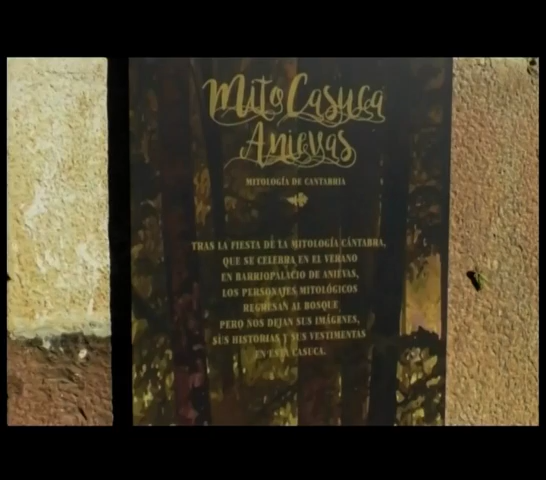 MitoCasuca
Anievas
MITOLOGÍA DE CANTABRIA
TRAS LA FIESTA DE LA MITOLOGÍA CÁNTABRA,
QUE SE CELEBRA EN EL VERANO
EN BARRIOPALACIO DE ANIEVAS,
LOS PERSONAJES MITOLÓGICOS
REGRESAN AL BOSQUE
PERO NOS DEJAN SUS IMÁGENES,
SUS HISTORIAS Y SUS VESTIMENTAS
EN ESTA CASUCA.